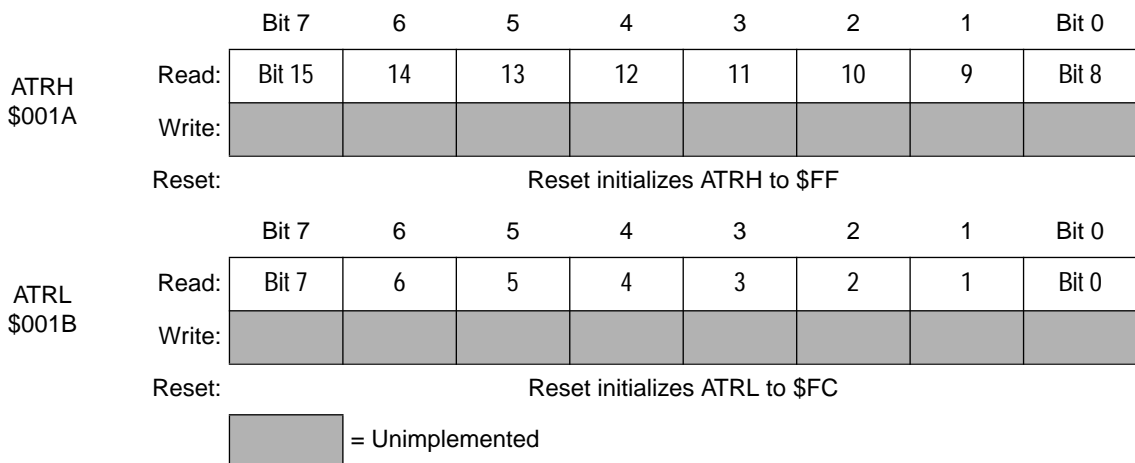 Bit 7 6 5 4 3 2 1 Bit 0
ATRH
$001A
Read: Bit 15 14 13 12 11 10 9 Bit 8
Write:
Reset: Reset initializes ATRH to $FF
Bit 7 6 5 4 3 2 1 Bit 0
ATRL
$001B
Read: Bit 7 6 5 4 3 2 1 Bit 0
Write:
Reset: Reset initializes ATRL to $FC
= Unimplemented